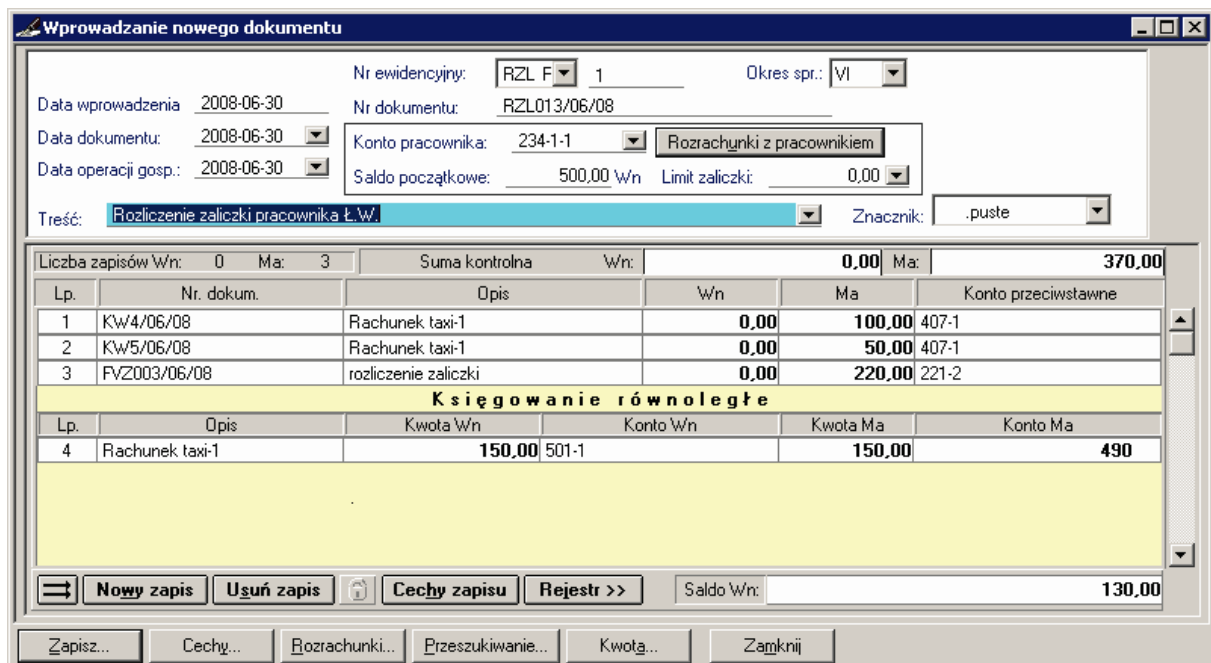 Wprowadzanie nowego dokumentu
Nr ewidencyjny: RZL F 1 Okres spr.: VI
Data wprowadzenia 2008-06-30 Nr dokumentu: RZL013/06/08
Data dokumentu: 2008-06-30 Konto pracownika: 234-1-1 Rozrachunki z pracownikiem
Data operacji gosp.: 2008-06-30 Saldo początkowe: 500,00 Wn Limit zaliczki: 0,00
Treść: Rozliczenie zaliczki pracownika Ł.W. Znacznik: .puste
Liczba zapisów Wn: 0 Ma: 3 Suma kontrolna Wn: 0,00 Ma: 370,00
Lp. Nr. dokum. Opis Wn Ma Konto przeciwstawne
1 KW4/06/08 Rachunek taxi-1 0,00 100,00 407-1
2 KW5/06/08 Rachunek taxi-1 0,00 50,00 407-1
3 FVZ003/06/08 rozliczenie zaliczki 0,00 220,00 221-2
Księgowanie równoległe
Lp. Opis Kwota Wn Konto Wn Kwota Ma Konto Ma
4 Rachunek taxi-1 150,00 501-1 150,00 490
Nowy zapis Usuń zapis Cechy zapisu Rejestr >> Saldo Wn: 130,00
Zapisz... Cechy... Rozrachunki... Przeszukiwanie... Kwota... Zamknij